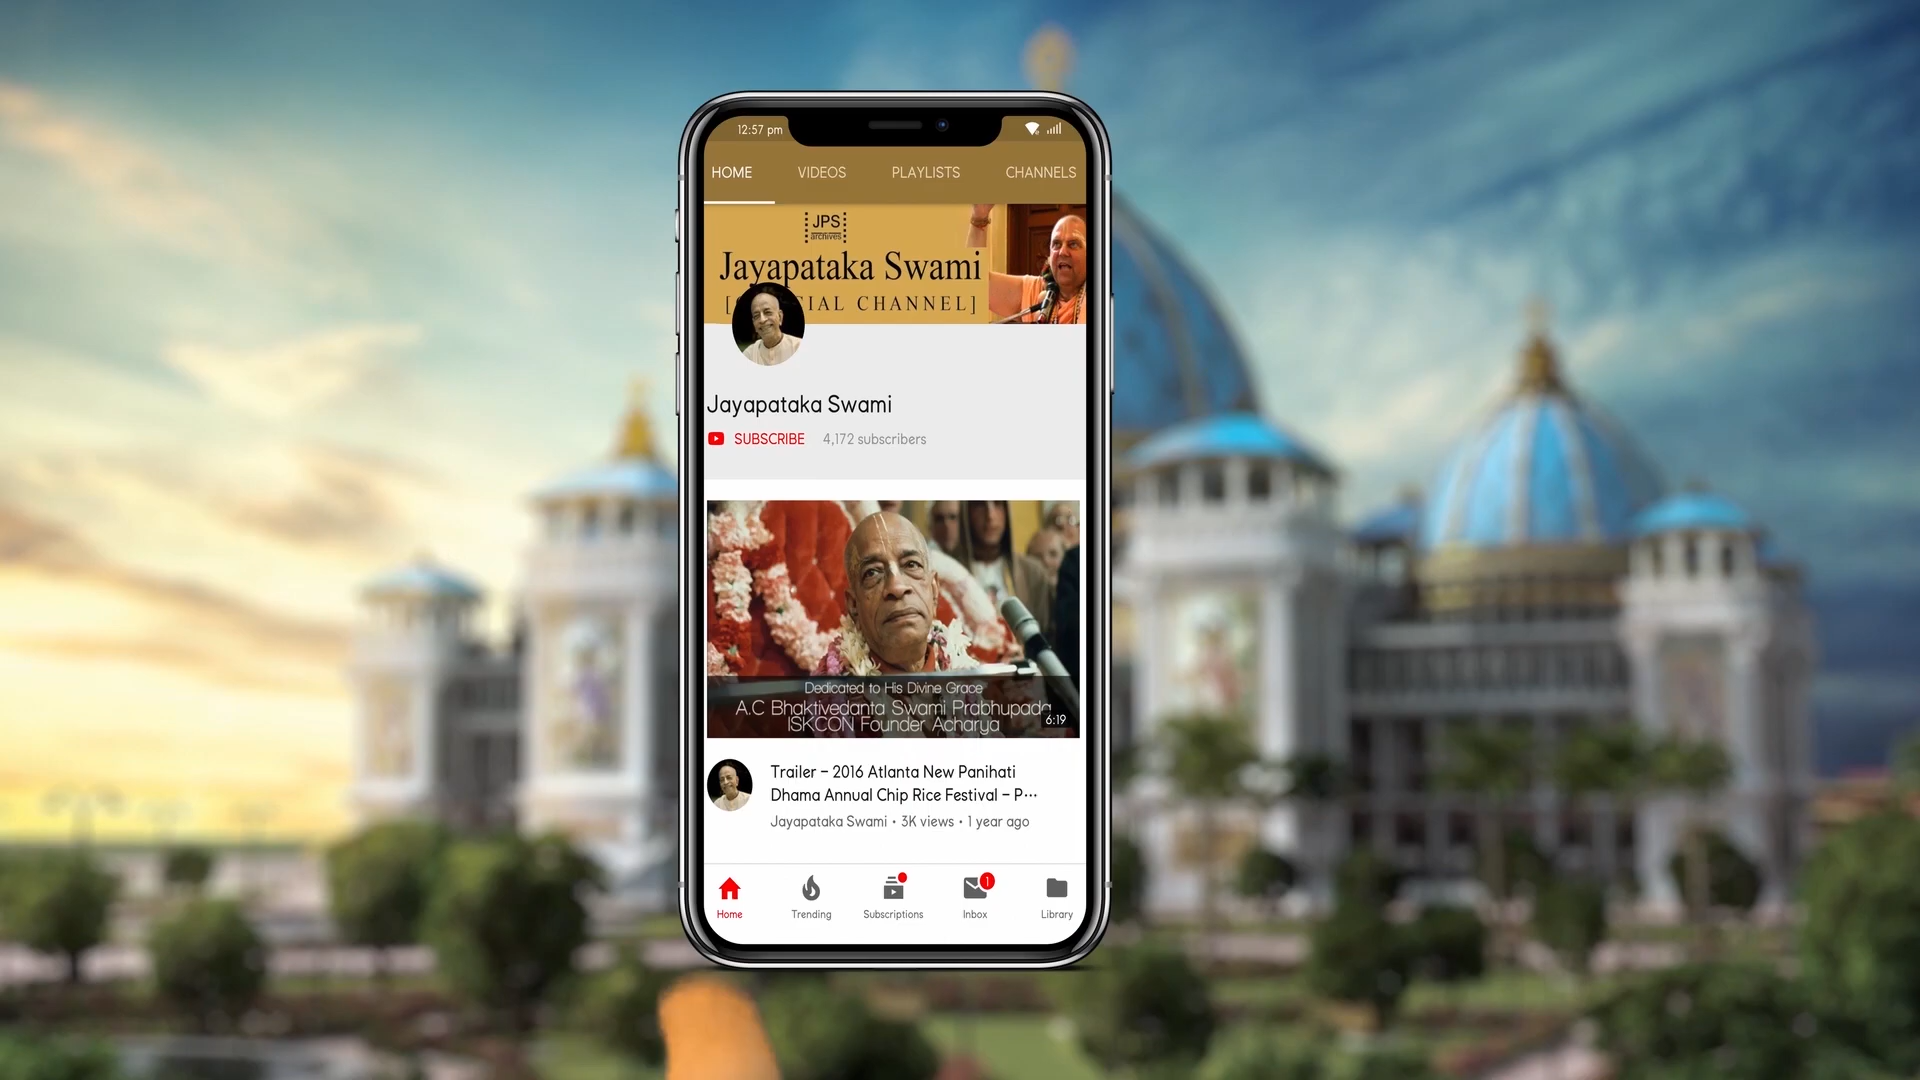 12:57 pm
HOME VIDEOS PLAYLISTS CHANNELS
JPS
archives
Jayapataka Swami
IAL CHANNEL]
Jayapataka Swami
SUBSCRIBE 4,172 subscribers
Dedicated to His Divine Grace
A.C Bhaktivedanta Swami Prabhupada
ISKCON Founder Acharya
6:19
Trailer – 2016 Atlanta New Panihati
Dhama Annual Chip Rice Festival – P...
Jayapataka Swami • 3K views • 1 year ago
1
Home Trending Subscriptions Inbox Library